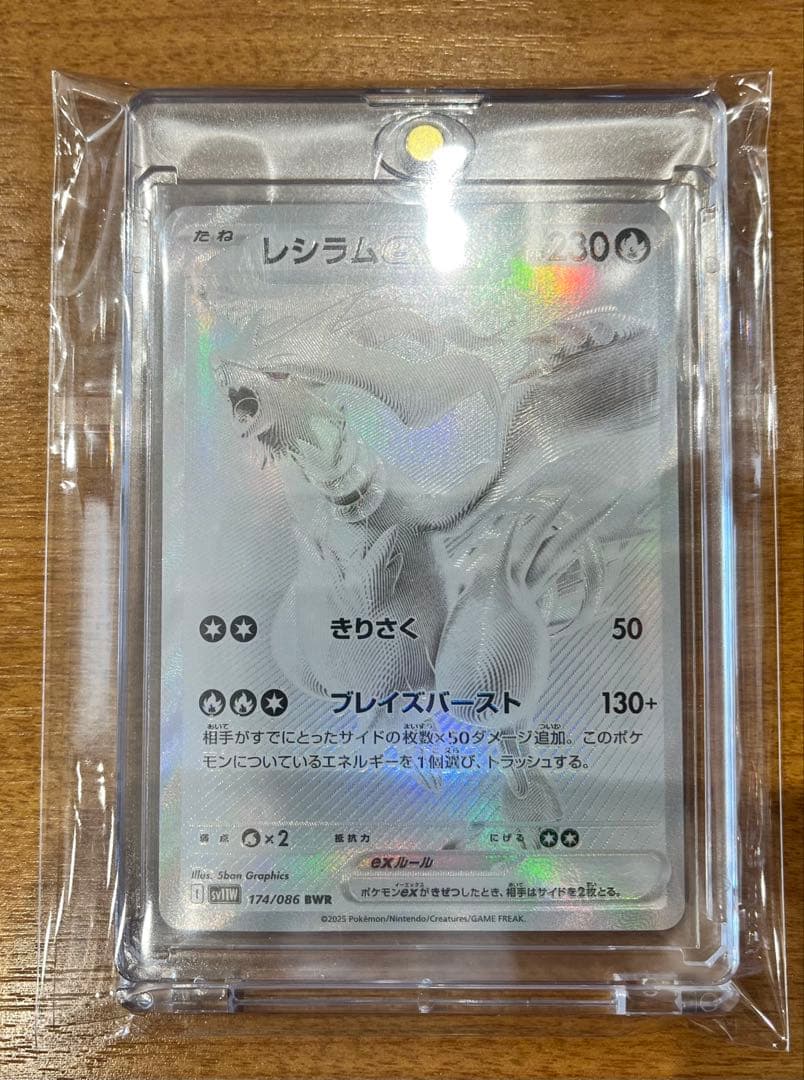 たね レシラムex 230
きりさく 50
ブレイズバースト 130+
相手がすでにとったサイドの枚数×50ダメージ追加。このポケ
モンについているエネルギーを1個選び、トラッシュする。
弱点 ×2 抵抗力 にげる
exルール
ポケモンexがきぜつしたとき、相手はサイドを2枚とる。
Illus. 5ban Graphics
I SV11W 174/086 BWR
©2025 Pokémon/Nintendo/Creatures/GAME FREAK.